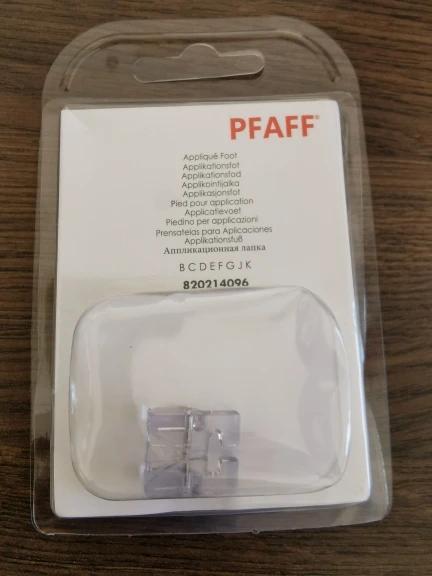 PFAFF®
Appliqué Foot
Applikationsfot
Applikationsfod
Applikointijalka
Applikasjonsfot
Pied pour application
Applicatievoet
Piedino per applicazioni
Prensatelas para Aplicaciones
Applikationsfuß
Аппликационная лапка
B C D E F G J K
820214096